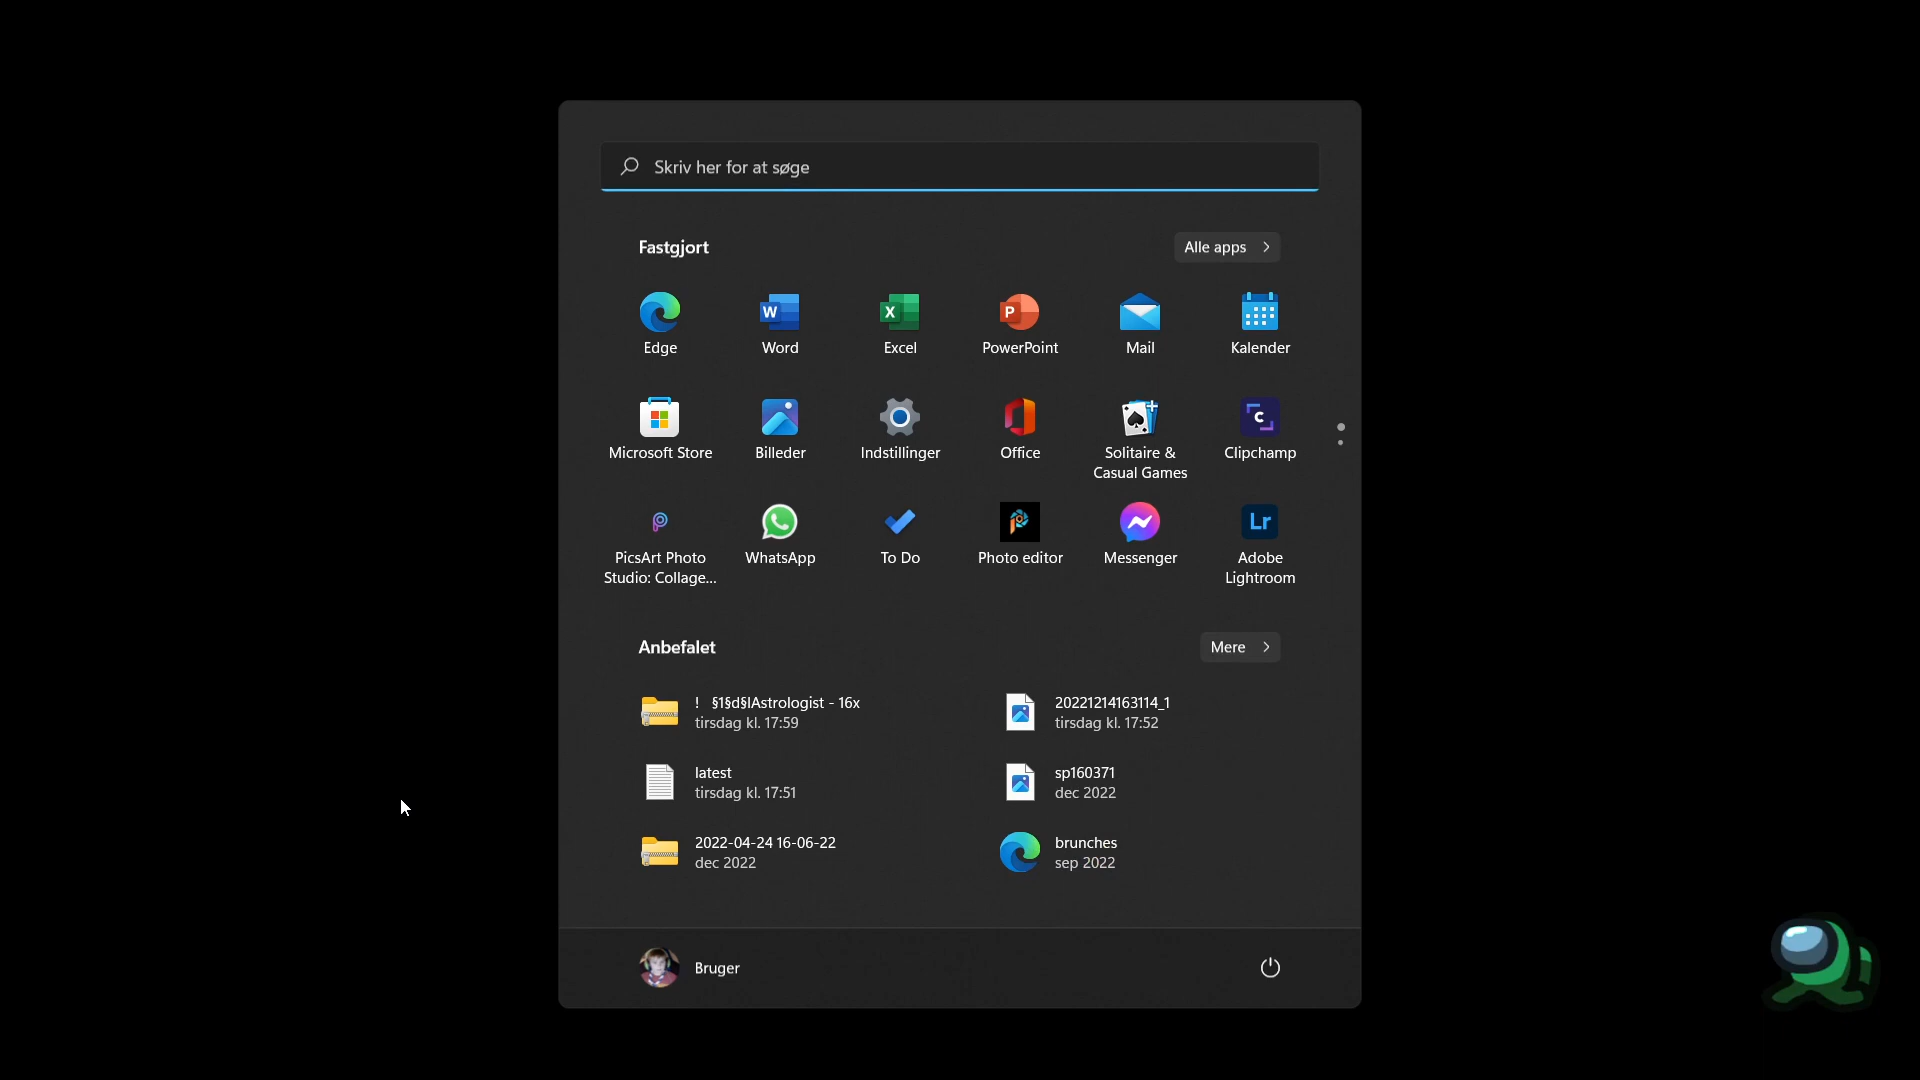 Skriv her for at søge
Fastgjort
Alle apps
Edge
Word
Excel
PowerPoint
Mail
Kalender
Microsoft Store
Billeder
Indstillinger
Office
Solitaire &
Casual Games
Clipchamp
PicsArt Photo
Studio: Collage...
WhatsApp
To Do
Photo editor
Messenger
Adobe
Lightroom
Anbefalet
Mere
! §1§d§lAstrologist - 16x
tirsdag kl. 17:59
20221214163114_1
tirsdag kl. 17:52
latest
tirsdag kl. 17:51
sp160371
dec 2022
2022-04-24 16-06-22
dec 2022
brunches
sep 2022
Bruger